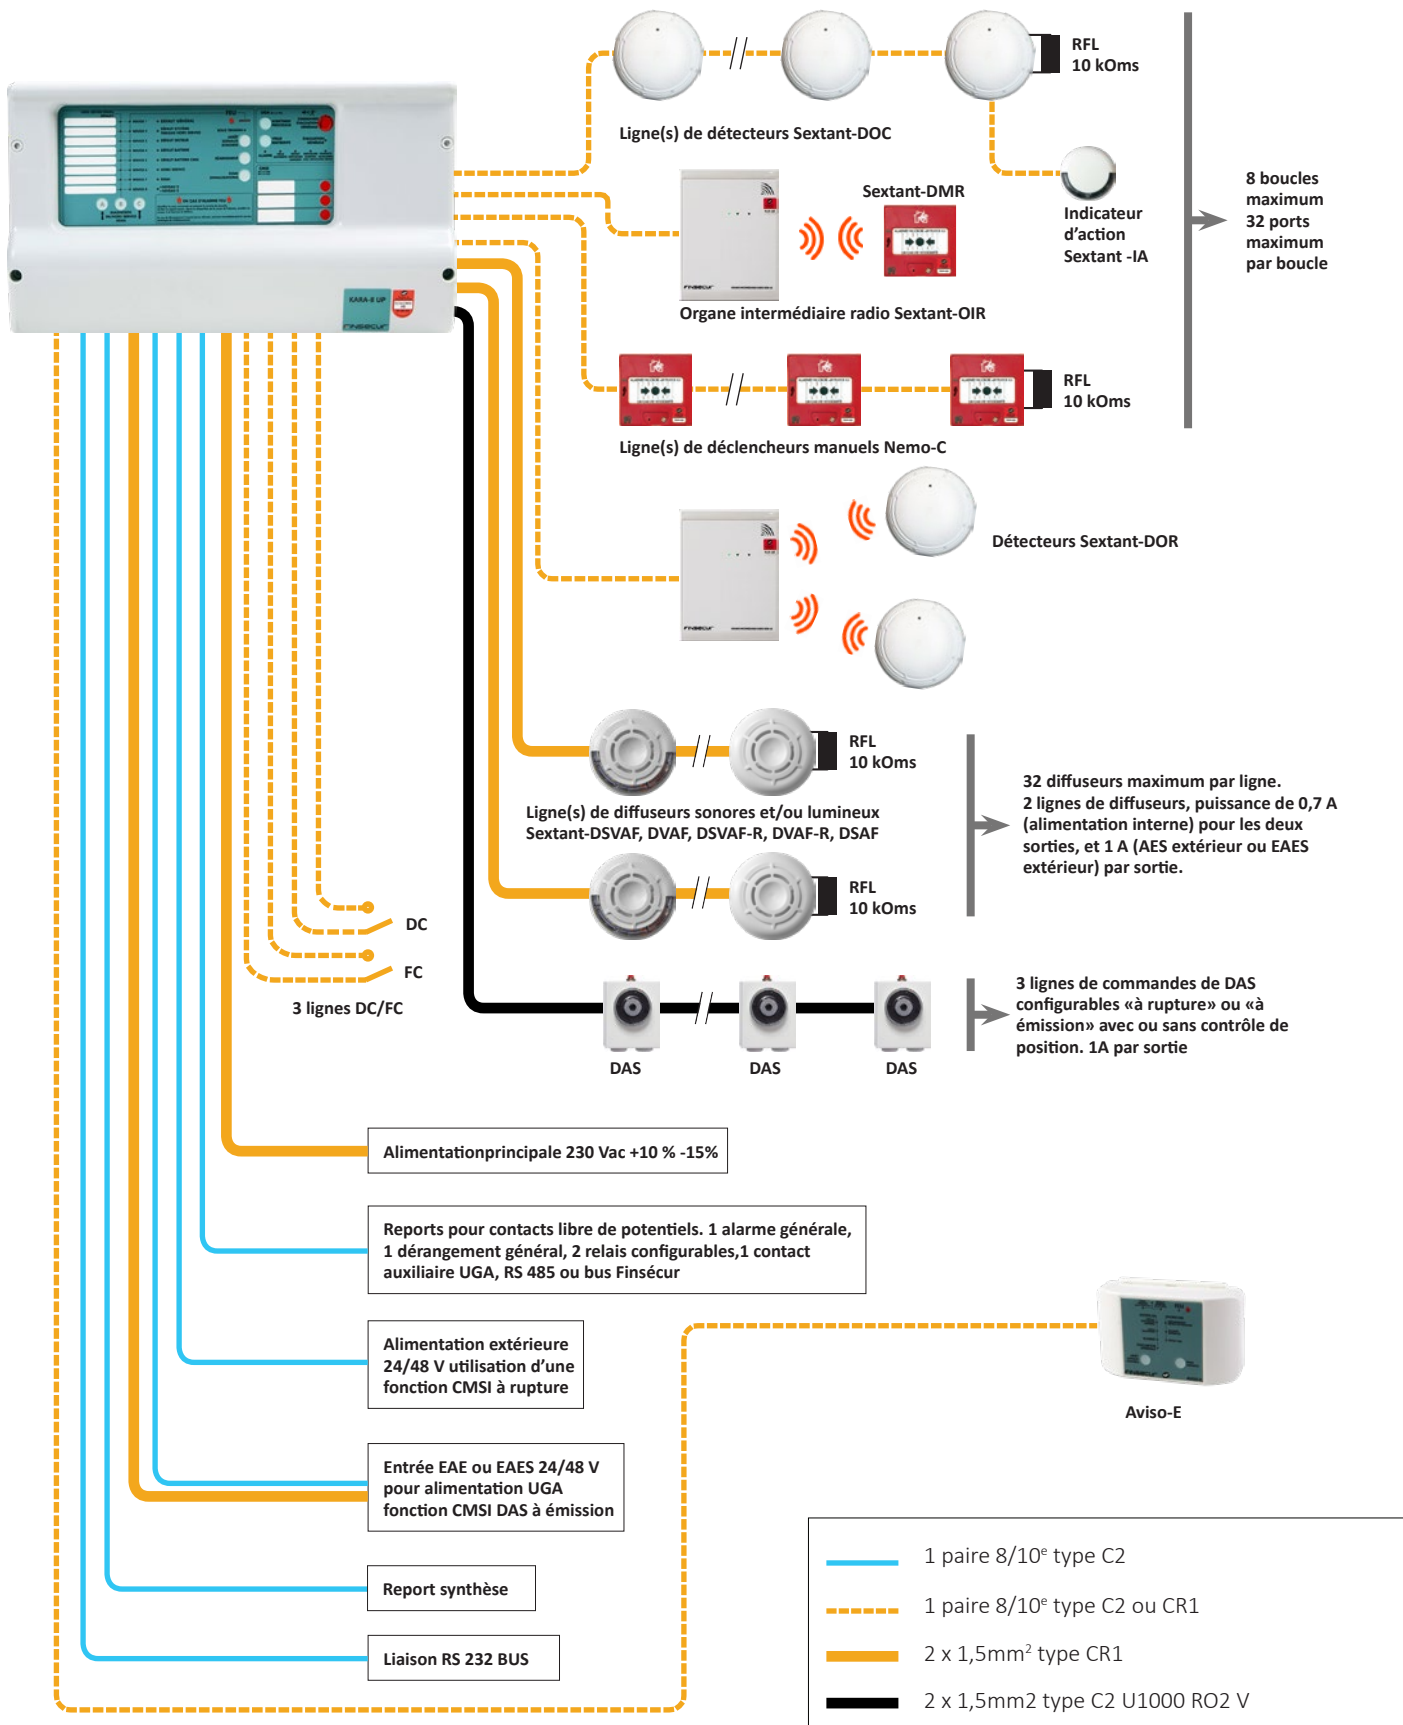 RFL
10 kOms
Ligne(s) de détecteurs Sextant-DOC
Sextant-DMR
Indicateur
d'action
Sextant -IA
8 boucles
maximum
32 ports
maximum
par boucle
Organe intermédiaire radio Sextant-OIR
KARA-8 UP
FINSECUR
RFL
10 kOms
Ligne(s) de déclencheurs manuels Nemo-C
Détecteurs Sextant-DOR
FINSECUR
RFL
10 kOms
Ligne(s) de diffuseurs sonores et/ou lumineux
Sextant-DSVAF, DVAF, DSVAF-R, DVAF-R, DSAF
32 diffuseurs maximum par ligne.
2 lignes de diffuseurs, puissance de 0,7 A
(alimentation interne) pour les deux
sorties, et 1 A (AES extérieur ou EAES
extérieur) par sortie.
RFL
10 kOms
DC
FC
3 lignes DC/FC
DAS
DAS
DAS
3 lignes de commandes de DAS
configurables «à rupture» ou «à
émission» avec ou sans contrôle de
position. 1A par sortie
Alimentationprincipale 230 Vac +10 % -15%
Reports pour contacts libre de potentiels. 1 alarme générale,
1 dérangement général, 2 relais configurables,1 contact
auxiliaire UGA, RS 485 ou bus Finsécur
Alimentation extérieure
24/48 V utilisation d'une
fonction CMSI à rupture
Aviso-E
Entrée EAE ou EAES 24/48 V
pour alimentation UGA
fonction CMSI DAS à émission
Report synthèse
Liaison RS 232 BUS
1 paire 8/10e type C2
1 paire 8/10e type C2 ou CR1
2 x 1,5mm² type CR1
2 x 1,5mm2 type C2 U1000 RO2 V